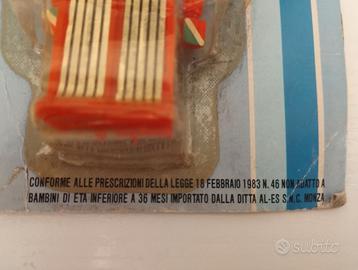 CONFORME ALLE PRESCRIZIONI DELLA LEGGE 18 FEBBRAIO 1983 N. 46 NON ADATTO A
BAMBINI DI ETA INFERIORE A 36 MESI IMPORTATO DALLA DITTA AL-ES S.N.C. MONZA
subito